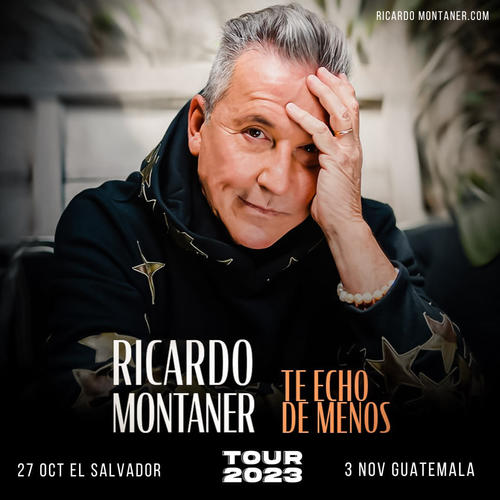 RICARDO MONTANER.COM
RICARDO
MONTANER
TE ECHO
DE MENOS
27 OCT EL SALVADOR
TOUR
2023
3 NOV GUATEMALA